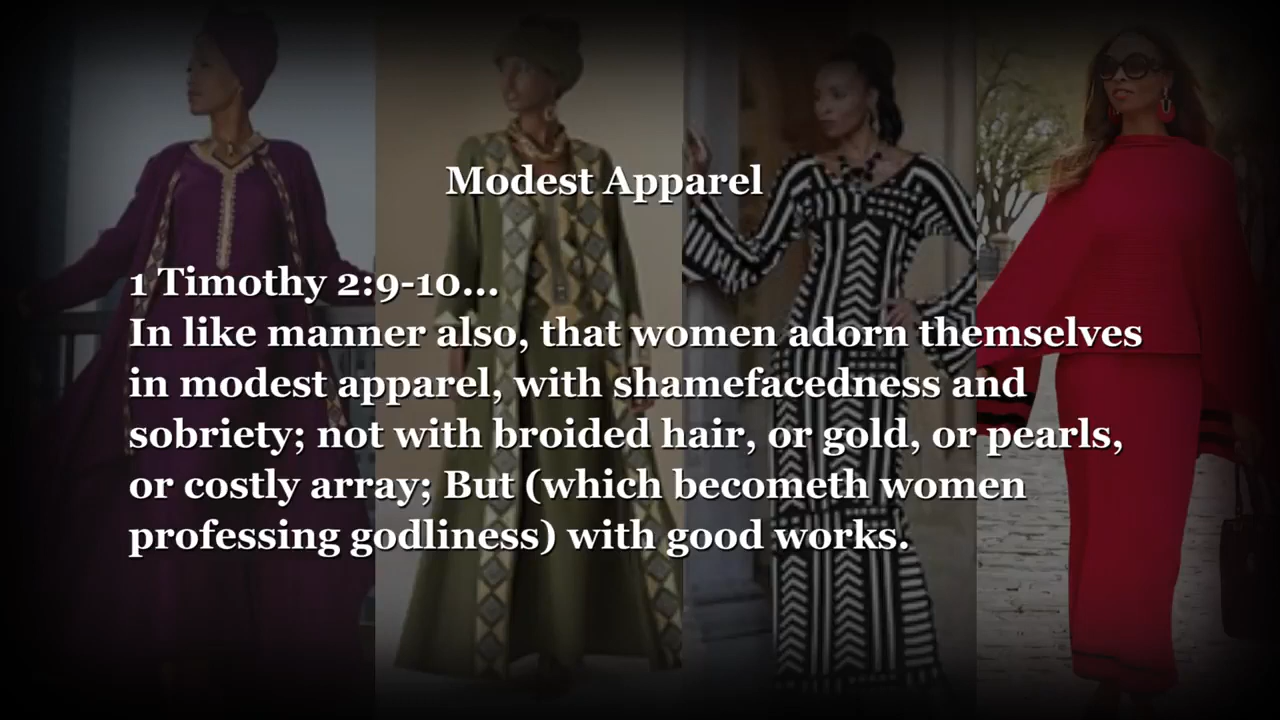 Modest Apparel
1 Timothy 2:9-10...
In like manner also, that women adorn themselves
in modest apparel, with shamefacedness and
sobriety; not with broided hair, or gold, or pearls,
or costly array; But (which becometh women
professing godliness) with good works.